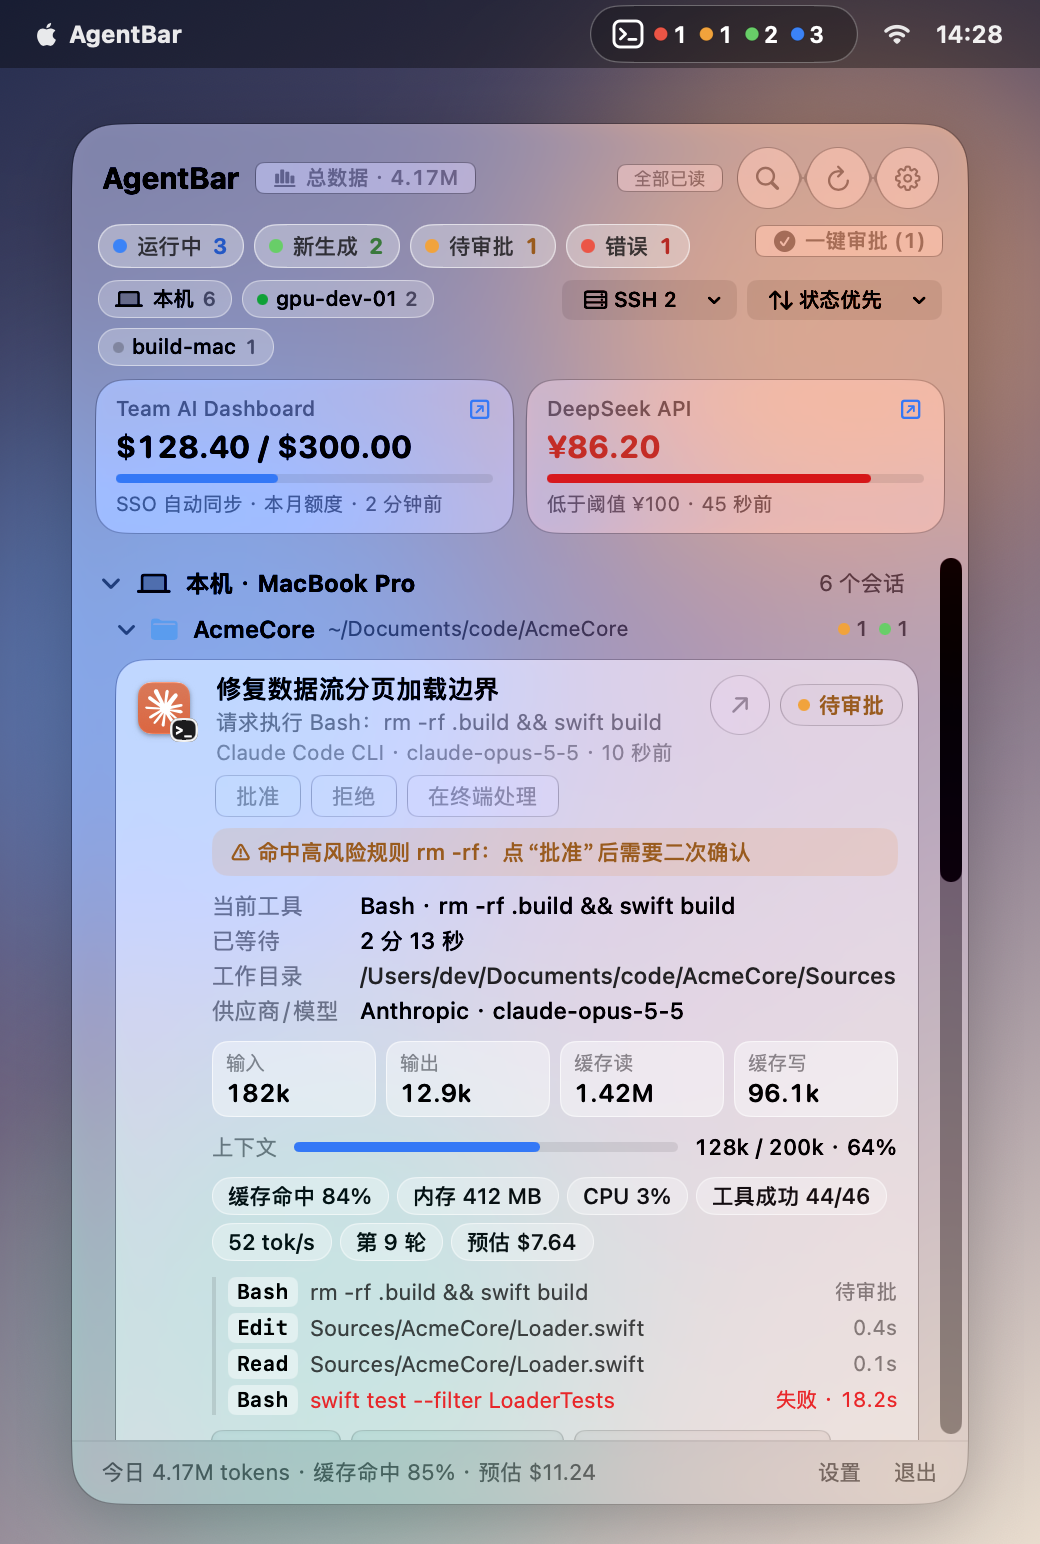 AgentBar 1 1 2 3 14:28
AgentBar 总数据 · 4.17M 全部已读
运行中 3 新生成 2 待审批 1 错误 1 一键审批 (1)
本机 6 gpu-dev-01 2 SSH 2 状态优先
build-mac 1
Team AI Dashboard
$128.40 / $300.00
SSO 自动同步 · 本月额度 · 2 分钟前
DeepSeek API
¥86.20
低于阈值 ¥100 · 45 秒前
本机 · MacBook Pro 6 个会话
AcmeCore ~/Documents/code/AcmeCore 1 1
修复数据流分页加载边界
请求执行 Bash：rm -rf .build && swift build
Claude Code CLI · claude-opus-5-5 · 10 秒前
待审批
批准 拒绝 在终端处理
命中高风险规则 rm -rf：点 “批准” 后需要二次确认
当前工具 Bash · rm -rf .build && swift build
已等待 2 分 13 秒
工作目录 /Users/dev/Documents/code/AcmeCore/Sources
供应商/模型 Anthropic · claude-opus-5-5
输入 输出 缓存读 缓存写
182k 12.9k 1.42M 96.1k
上下文 128k / 200k · 64%
缓存命中 84% 内存 412 MB CPU 3% 工具成功 44/46
52 tok/s 第 9 轮 预估 $7.64
Bash rm -rf .build && swift build 待审批
Edit Sources/AcmeCore/Loader.swift 0.4s
Read Sources/AcmeCore/Loader.swift 0.1s
Bash swift test --filter LoaderTests 失败 · 18.2s
今日 4.17M tokens · 缓存命中 85% · 预估 $11.24 设置 退出